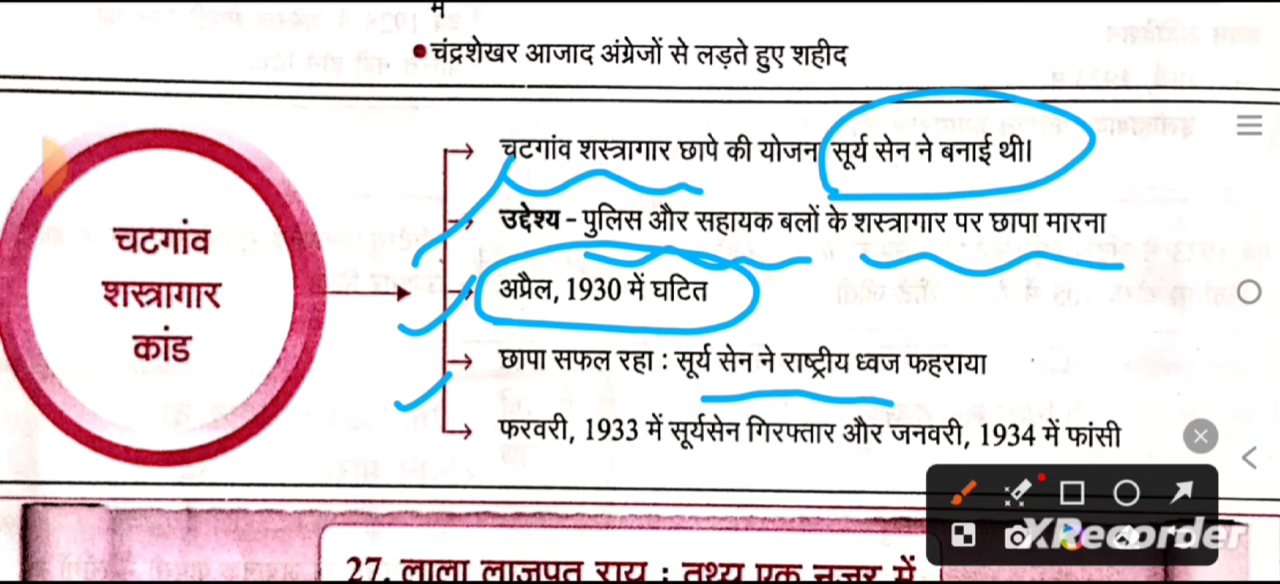 में
• चंद्रशेखर आजाद अंग्रेजों से लड़ते हुए शहीद
चटगांव
शस्त्रागार
कांड
चटगांव शस्त्रागार छापे की योजना सूर्य सेन ने बनाई थी।
उद्देश्य – पुलिस और सहायक बलों के शस्त्रागार पर छापा मारना
अप्रैल, 1930 में घटित
छापा सफल रहा : सूर्य सेन ने राष्ट्रीय ध्वज फहराया
फरवरी, 1933 में सूर्यसेन गिरफ्तार और जनवरी, 1934 में फांसी
27. लाला लाजपत राय : तथ्य एक नजर में
XRecorder